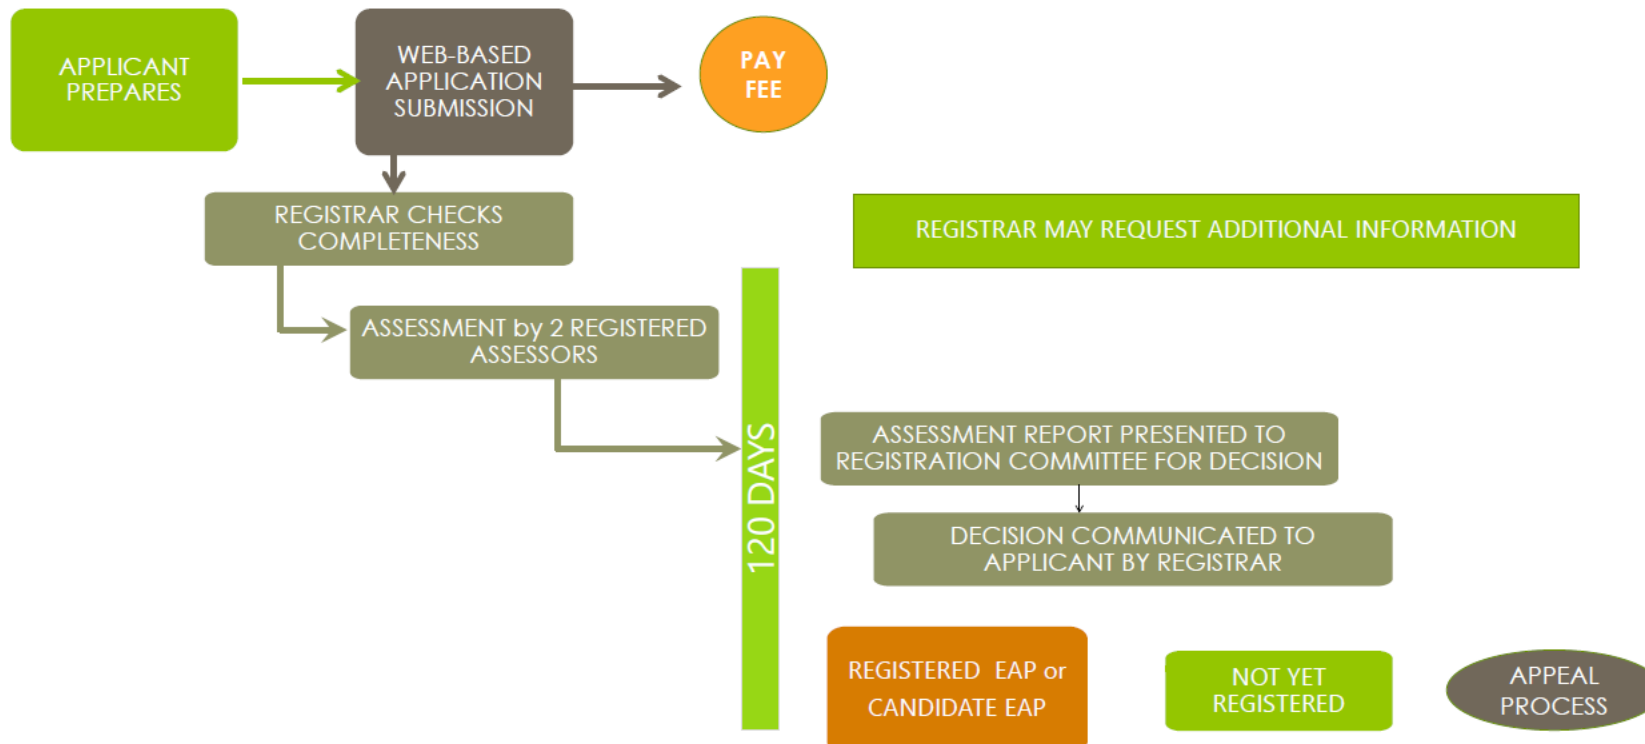 APPLICANT
PREPARES
WEB-BASED
APPLICATION
SUBMISSION
PAY
FEE
REGISTRAR CHECKS
COMPLETENESS
REGISTRAR MAY REQUEST ADDITIONAL INFORMATION
ASSESSMENT by 2 REGISTERED
ASSESSORS
120 DAYS
ASSESSMENT REPORT PRESENTED TO
REGISTRATION COMMITTEE FOR DECISION
DECISION COMMUNICATED TO
APPLICANT BY REGISTRAR
REGISTERED EAP or
CANDIDATE EAP
NOT YET
REGISTERED
APPEAL
PROCESS